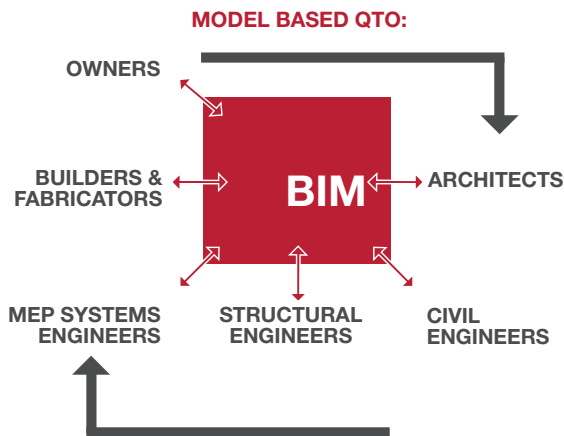 MODEL BASED QTO:
OWNERS
BUILDERS &
FABRICATORS
BIM
ARCHITECTS
MEP SYSTEMS
ENGINEERS
STRUCTURAL
ENGINEERS
CIVIL
ENGINEERS